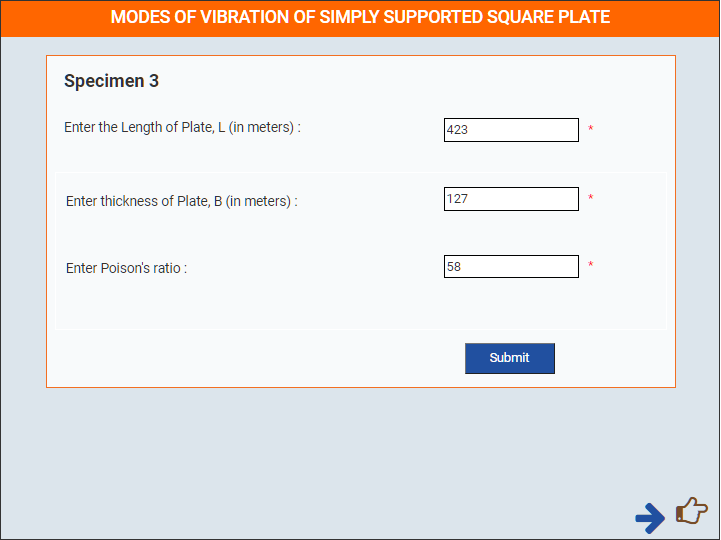 MODES OF VIBRATION OF SIMPLY SUPPORTED SQUARE PLATE
Specimen 3
Enter the Length of Plate, L (in meters) : 423 *
Enter thickness of Plate, B (in meters) : 127 *
Enter Poison's ratio : 58 *
Submit